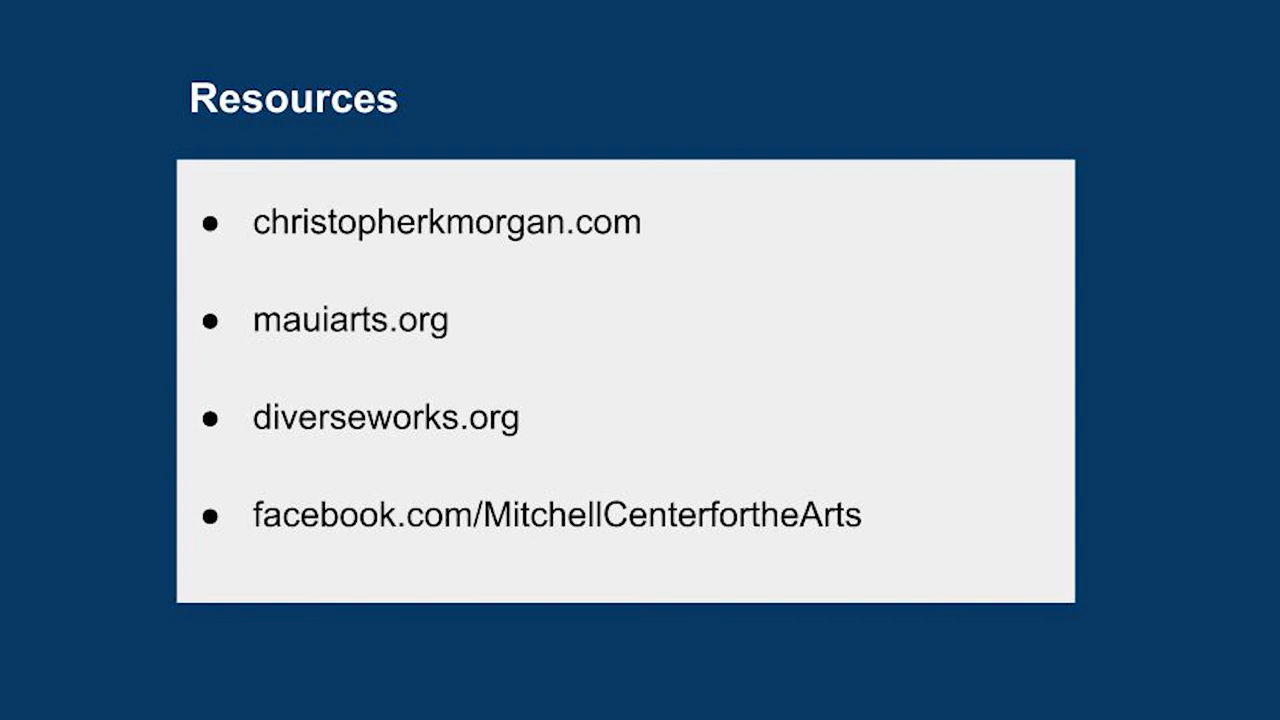 Resources
● christopherkmorgan.com
● mauiarts.org
● diverseworks.org
● facebook.com/MitchellCenterfortheArts